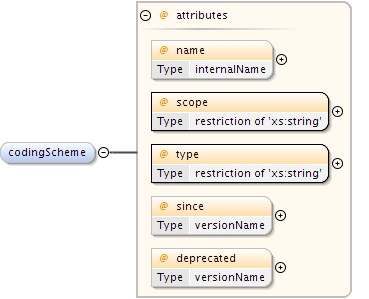 @ attributes
@ name
Type internalName
@ scope
Type restriction of 'xs:string'
codingScheme
@ type
Type restriction of 'xs:string'
@ since
Type versionName
@ deprecated
Type versionName